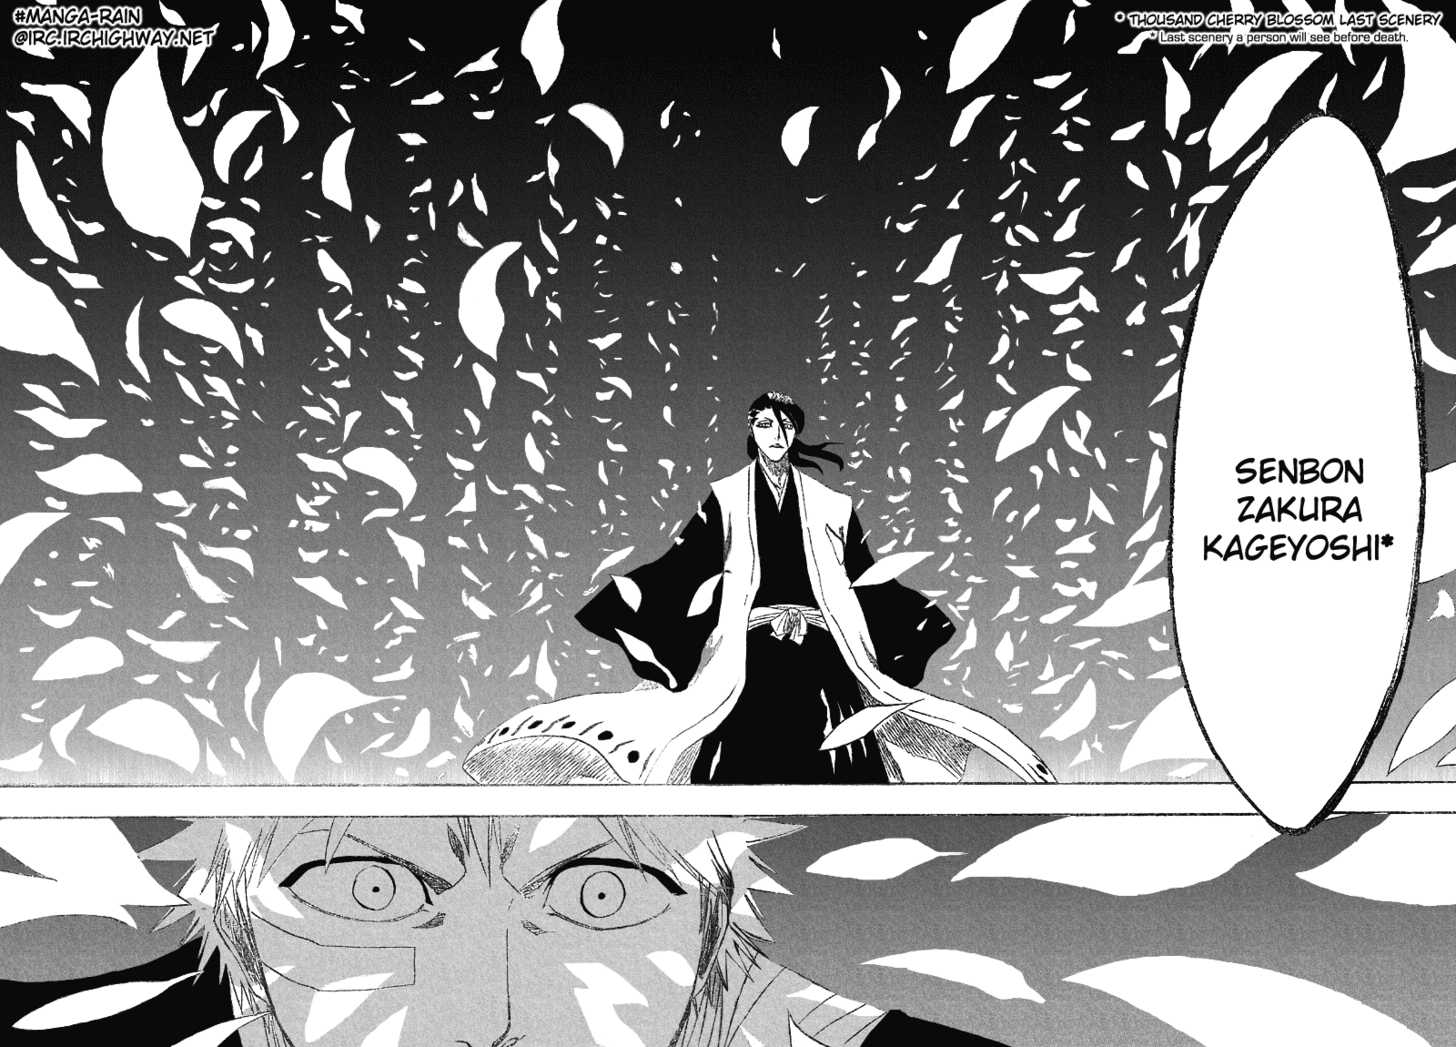 #MANGA-RAIN
@IRC.IRCHIGHWAY.NET
* THOUSAND CHERRY BLOSSOM LAST SCENERY
* Last scenery a person will see before death.
SENBON
ZAKURA
KAGEYOSHI*